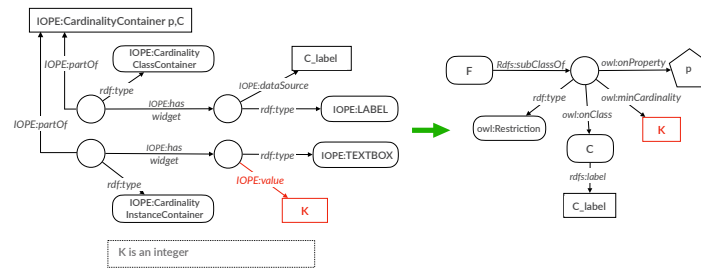 IOPE:CardinalityContainer p,C
IOPE:partOf
IOPE:Cardinality
ClassContainer
rdf:type
C_label
IOPE:dataSource
IOPE:has
widget
rdf:type
IOPE:LABEL
IOPE:partOf
IOPE:has
widget
rdf:type
IOPE:TEXTBOX
rdf:type
IOPE:value
IOPE:Cardinality
InstanceContainer
K
K is an integer
F
Rdfs:subClassOf
owl:onProperty
p
rdf:type
owl:minCardinality
owl:onClass
owl:Restriction
K
C
rdfs:label
C_label